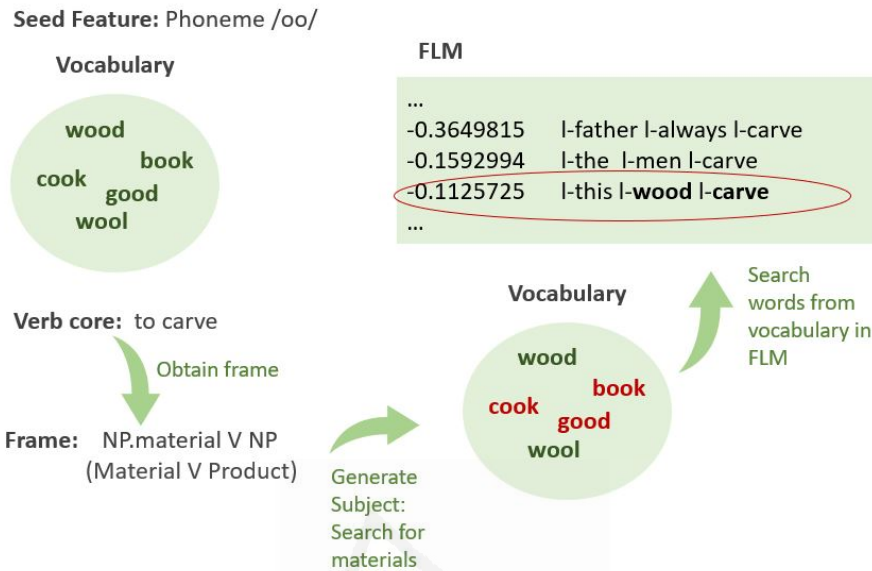 Seed Feature: Phoneme /oo/
Vocabulary
wood
book
cook
good
wool
FLM
...
-0.3649815 l-father l-always l-carve
-0.1592994 l-the l-men l-carve
-0.1125725 l-this l-wood l-carve
...
Verb core: to carve
Obtain frame
Frame: NP.material V NP
(Material V Product)
Generate
Subject:
Search for
materials
Vocabulary
wood
book
cook
good
wool
Search
words from
vocabulary in
FLM